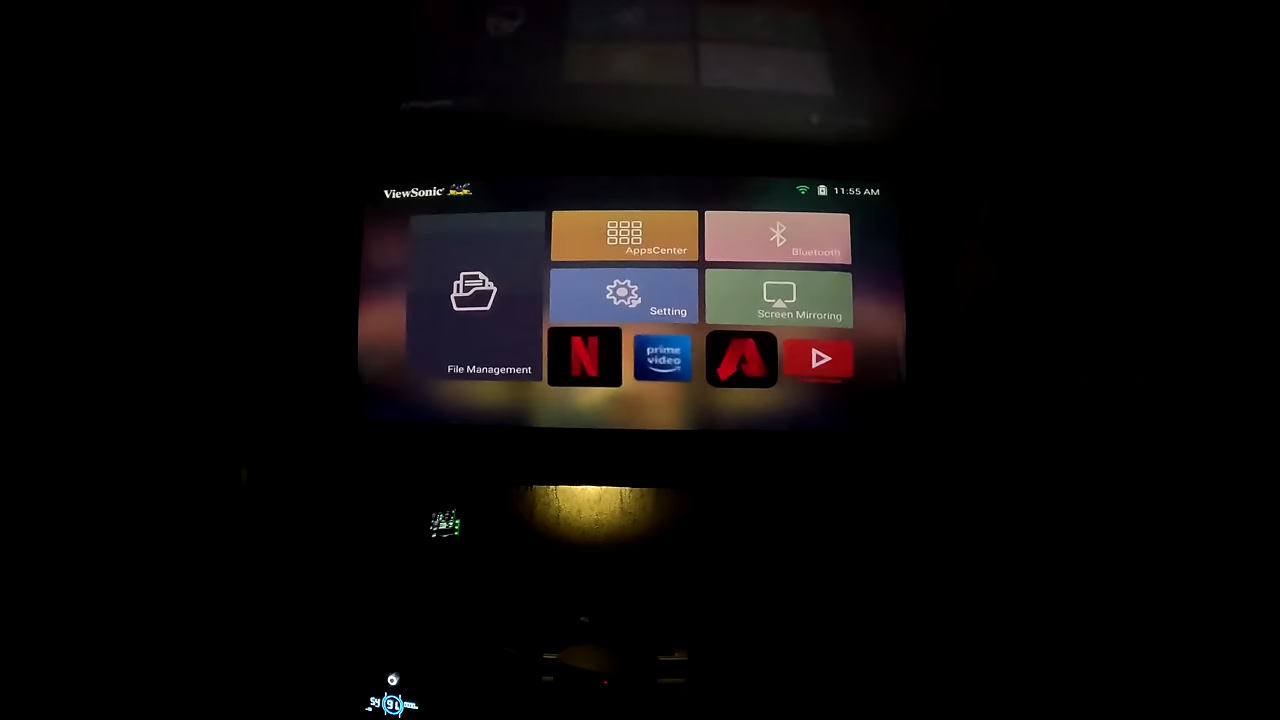 ViewSonic
11:55 AM
AppsCenter
Bluetooth
Setting
Screen Mirroring
File Management
N
prime
video